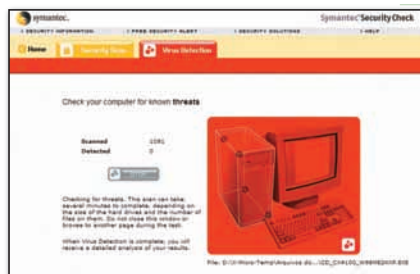 symantec.
Symantec Security Check
SECURITY INFORMATION FREE SECURITY ALERT SECURITY SOLUTIONS HELP
Home Security Scan Virus Detection
Check your computer for known threats
Scanned
Detected 0
Checking for threats. This scan can take
several minutes to complete, depending on
the size of the hard drives and the number of
files on them. Do not close this window or
browse to another page during the test.
When Virus Detection is complete, you will
receive a detailed analysis of your results.